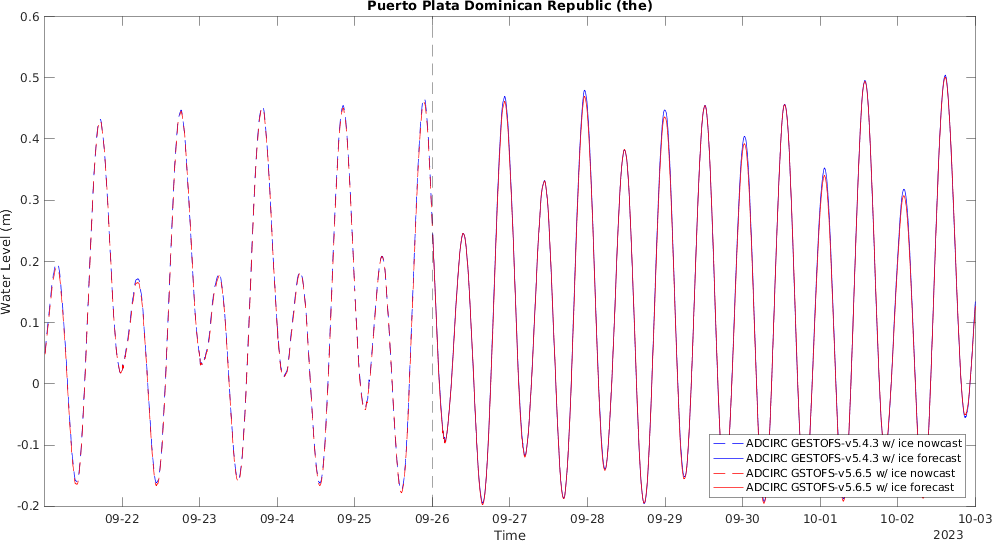 Puerto Plata Dominican Republic (the)
0.6
0.5
0.4
0.3
0.2
0.1
0
-0.1
-0.2
Water Level (m)
ADCIRC GESTOFS-v5.4.3 w/ ice nowcast
ADCIRC GESTOFS-v5.4.3 w/ ice forecast
ADCIRC GSTOFS-v5.6.5 w/ ice nowcast
ADCIRC GSTOFS-v5.6.5 w/ ice forecast
09-22 09-23 09-24 09-25 09-26 09-27 09-28 09-29 09-30 10-01 10-02 10-03
Time
2023